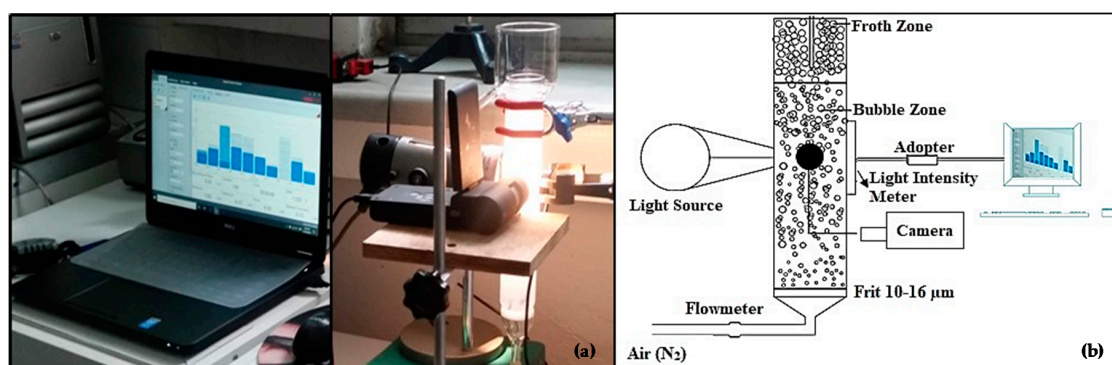 (a)
Froth Zone
Bubble Zone
Adopter
Light Intensity
Meter
Light Source
Camera
Frit 10-16 µm
Flowmeter
Air (N₂)
(b)